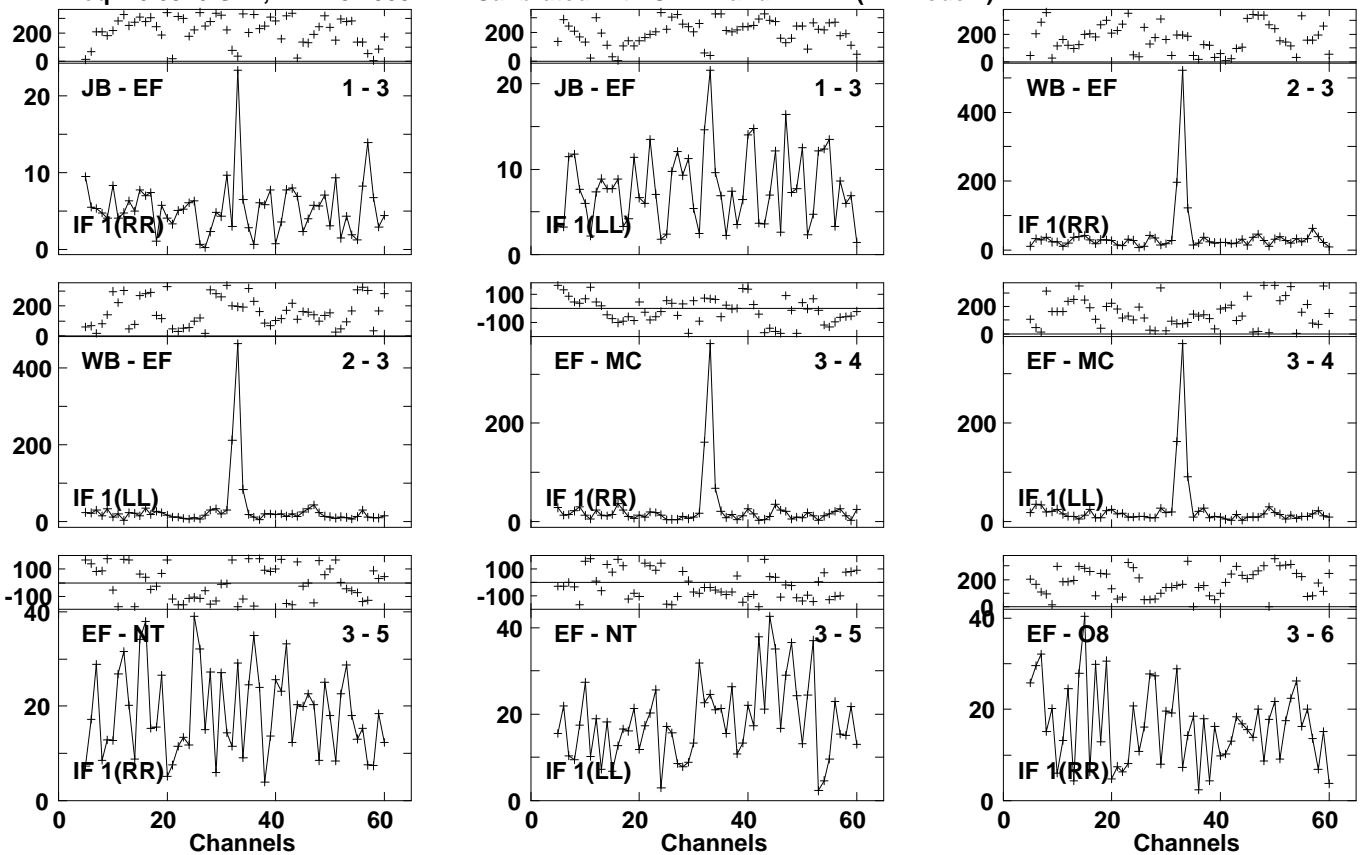 200
0
200
0
200
0
JB - EF 1 - 3
JB - EF 1 - 3
WB - EF 2 - 3
20
10
0
20
10
0
400
200
0
IF 1(RR)
IF 1(LL)
IF 1(RR)
200
0
100
-100
200
0
WB - EF 2 - 3
EF - MC 3 - 4
EF - MC 3 - 4
400
200
0
200
0
200
0
IF 1(LL)
IF 1(RR)
IF 1(LL)
100
-100
100
-100
200
0
EF - NT 3 - 5
EF - NT 3 - 5
EF - O8 3 - 6
40
20
0
40
20
0
40
20
0
IF 1(RR)
IF 1(LL)
IF 1(RR)
0 20 40 60
0 20 40 60
0 20 40 60
Channels
Channels
Channels